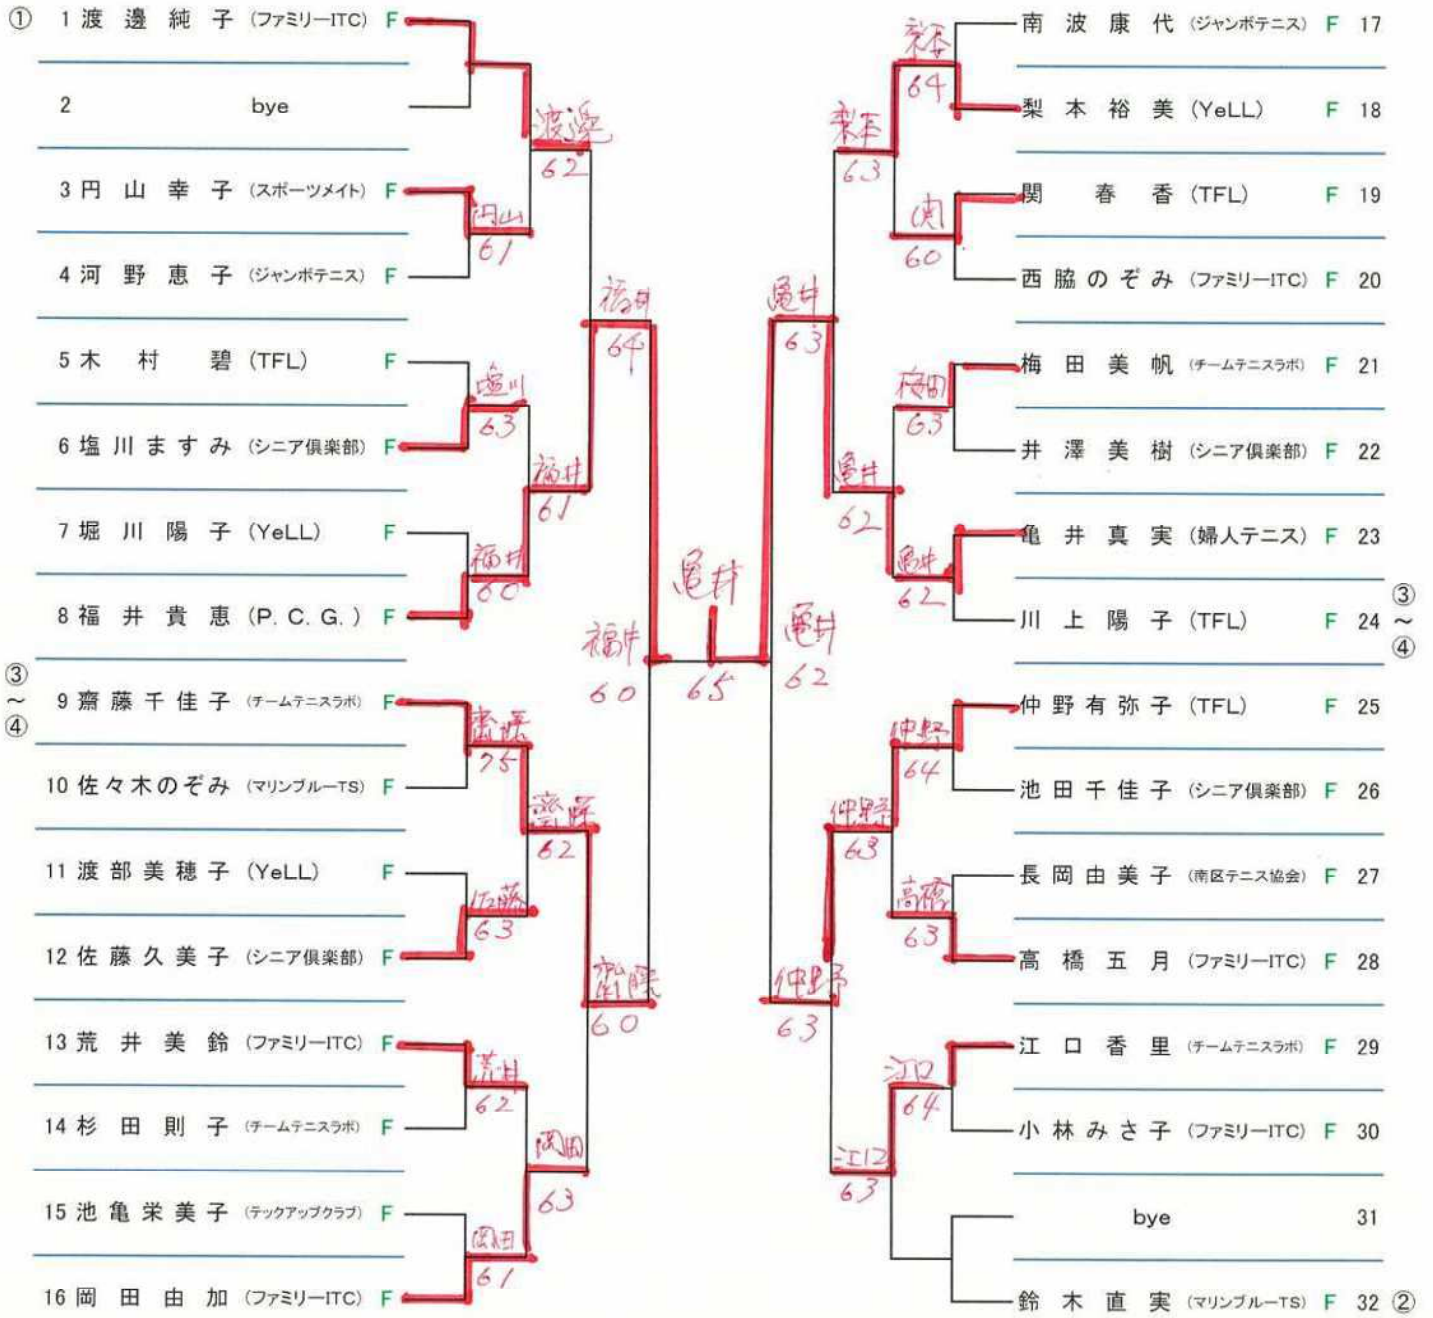 ① 1 渡邊純子 (ファミリーITC) F
2 bye
渡邊
62
3 円山幸子 (スポーツメイト) F
円山
61
4 河野恵子 (ジャンボテニス) F
福井
64
5 木村碧 (TFL) F
塩川
63
6 塩川ますみ (シニア倶楽部) F
福井
61
7 堀川陽子 (YeLL) F
福井
60
8 福井貴恵 (P.C.G.) F
福井
60
③~④ 9 齋藤千佳子 (チームテニスラボ) F
齋藤
75
10 佐々木のぞみ (マリンブルーTS) F
齋藤
62
11 渡部美穂子 (YeLL) F
佐藤
63
12 佐藤久美子 (シニア倶楽部) F
齋藤
60
13 荒井美鈴 (ファミリーITC) F
荒井
62
14 杉田則子 (チームテニスラボ) F
岡田
63
15 池亀栄美子 (テックアップクラブ) F
岡田
61
16 岡田由加 (ファミリーITC) F
亀井
65
南波康代 (ジャンボテニス) F 17
梨本
64
梨本裕美 (YeLL) F 18
梨本
63
関春香 (TFL) F 19
関
60
西脇のぞみ (ファミリーITC) F 20
亀井
63
梅田美帆 (チームテニスラボ) F 21
梅田
63
井澤美樹 (シニア倶楽部) F 22
亀井
62
亀井真実 (婦人テニス) F 23
亀井
62
川上陽子 (TFL) F 24 ③~④
亀井
62
仲野有弥子 (TFL) F 25
仲野
64
池田千佳子 (シニア倶楽部) F 26
仲野
63
長岡由美子 (南区テニス協会) F 27
高橋
63
高橋五月 (ファミリーITC) F 28
仲野
63
江口香里 (チームテニスラボ) F 29
江口
64
小林みさ子 (ファミリーITC) F 30
江口
63
bye 31
鈴木直実 (マリンブルーTS) F 32 ②